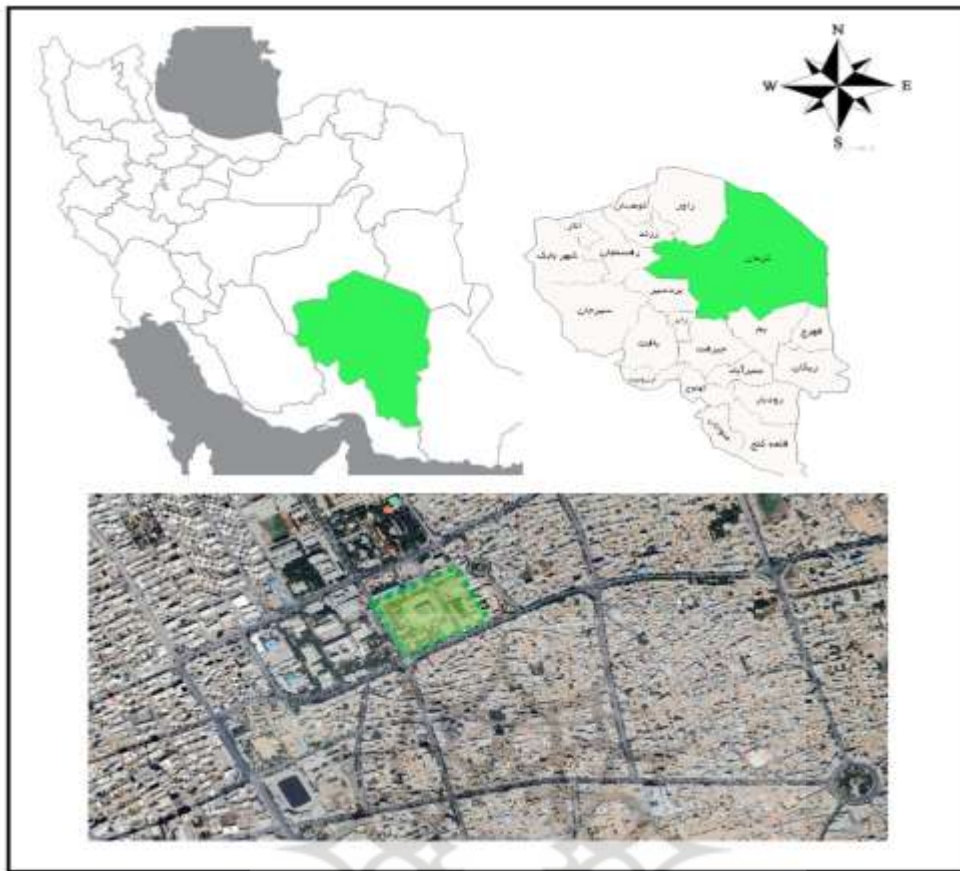 N
W
E
S
راور
کوهبنان
انار
زرند
رفسنجان
شهر بابک
کرمان
بردسیر
سیرجان
بم
فهرج
بافت
جیرفت
عنبرآباد
ریگان
رودبار
قلعه گنج